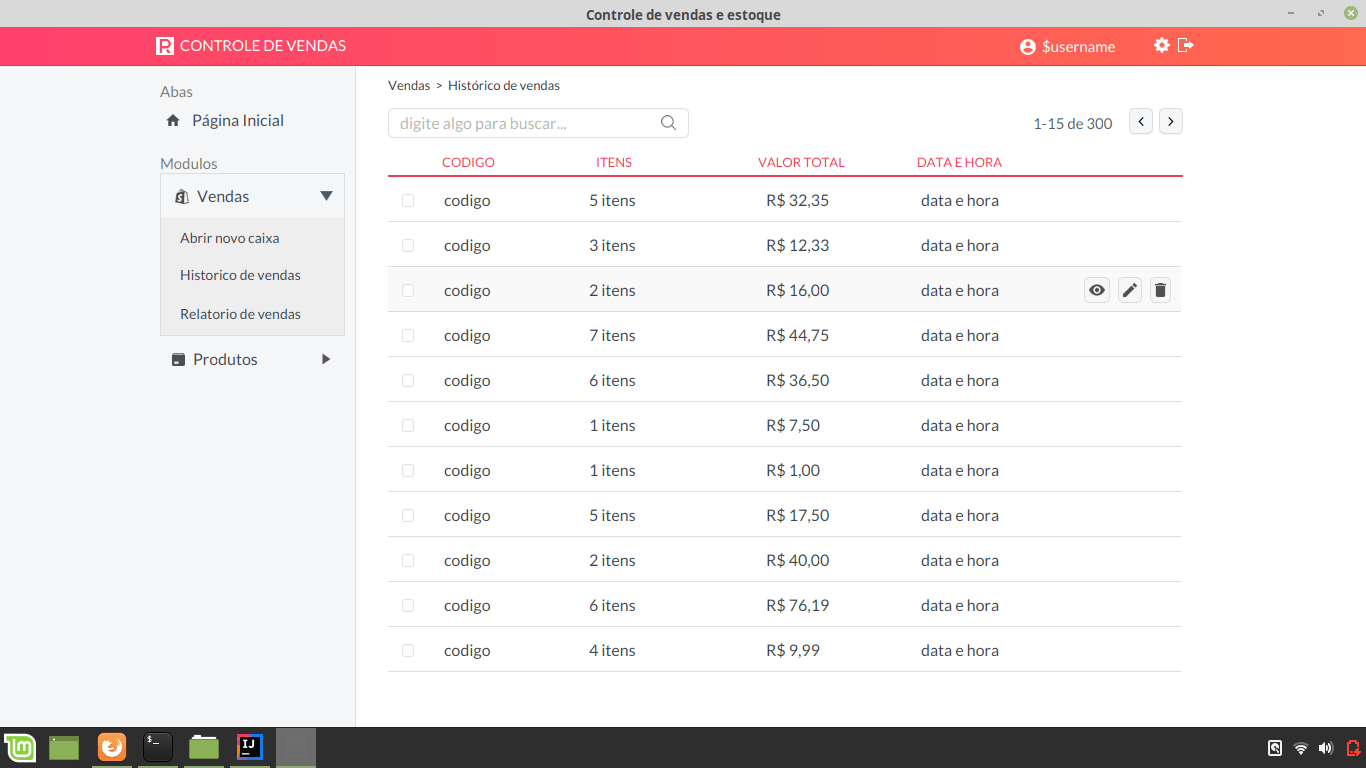 Controle de vendas e estoque
R CONTROLE DE VENDAS
$username
Abas
Página Inicial
Modulos
Vendas
Abrir novo caixa
Historico de vendas
Relatorio de vendas
Produtos
Vendas > Histórico de vendas
digite algo para buscar...
1-15 de 300
CODIGO ITENS VALOR TOTAL DATA E HORA
codigo 5 itens R$ 32,35 data e hora
codigo 3 itens R$ 12,33 data e hora
codigo 2 itens R$ 16,00 data e hora
codigo 7 itens R$ 44,75 data e hora
codigo 6 itens R$ 36,50 data e hora
codigo 1 itens R$ 7,50 data e hora
codigo 1 itens R$ 1,00 data e hora
codigo 5 itens R$ 17,50 data e hora
codigo 2 itens R$ 40,00 data e hora
codigo 6 itens R$ 76,19 data e hora
codigo 4 itens R$ 9,99 data e hora
$_ IJ